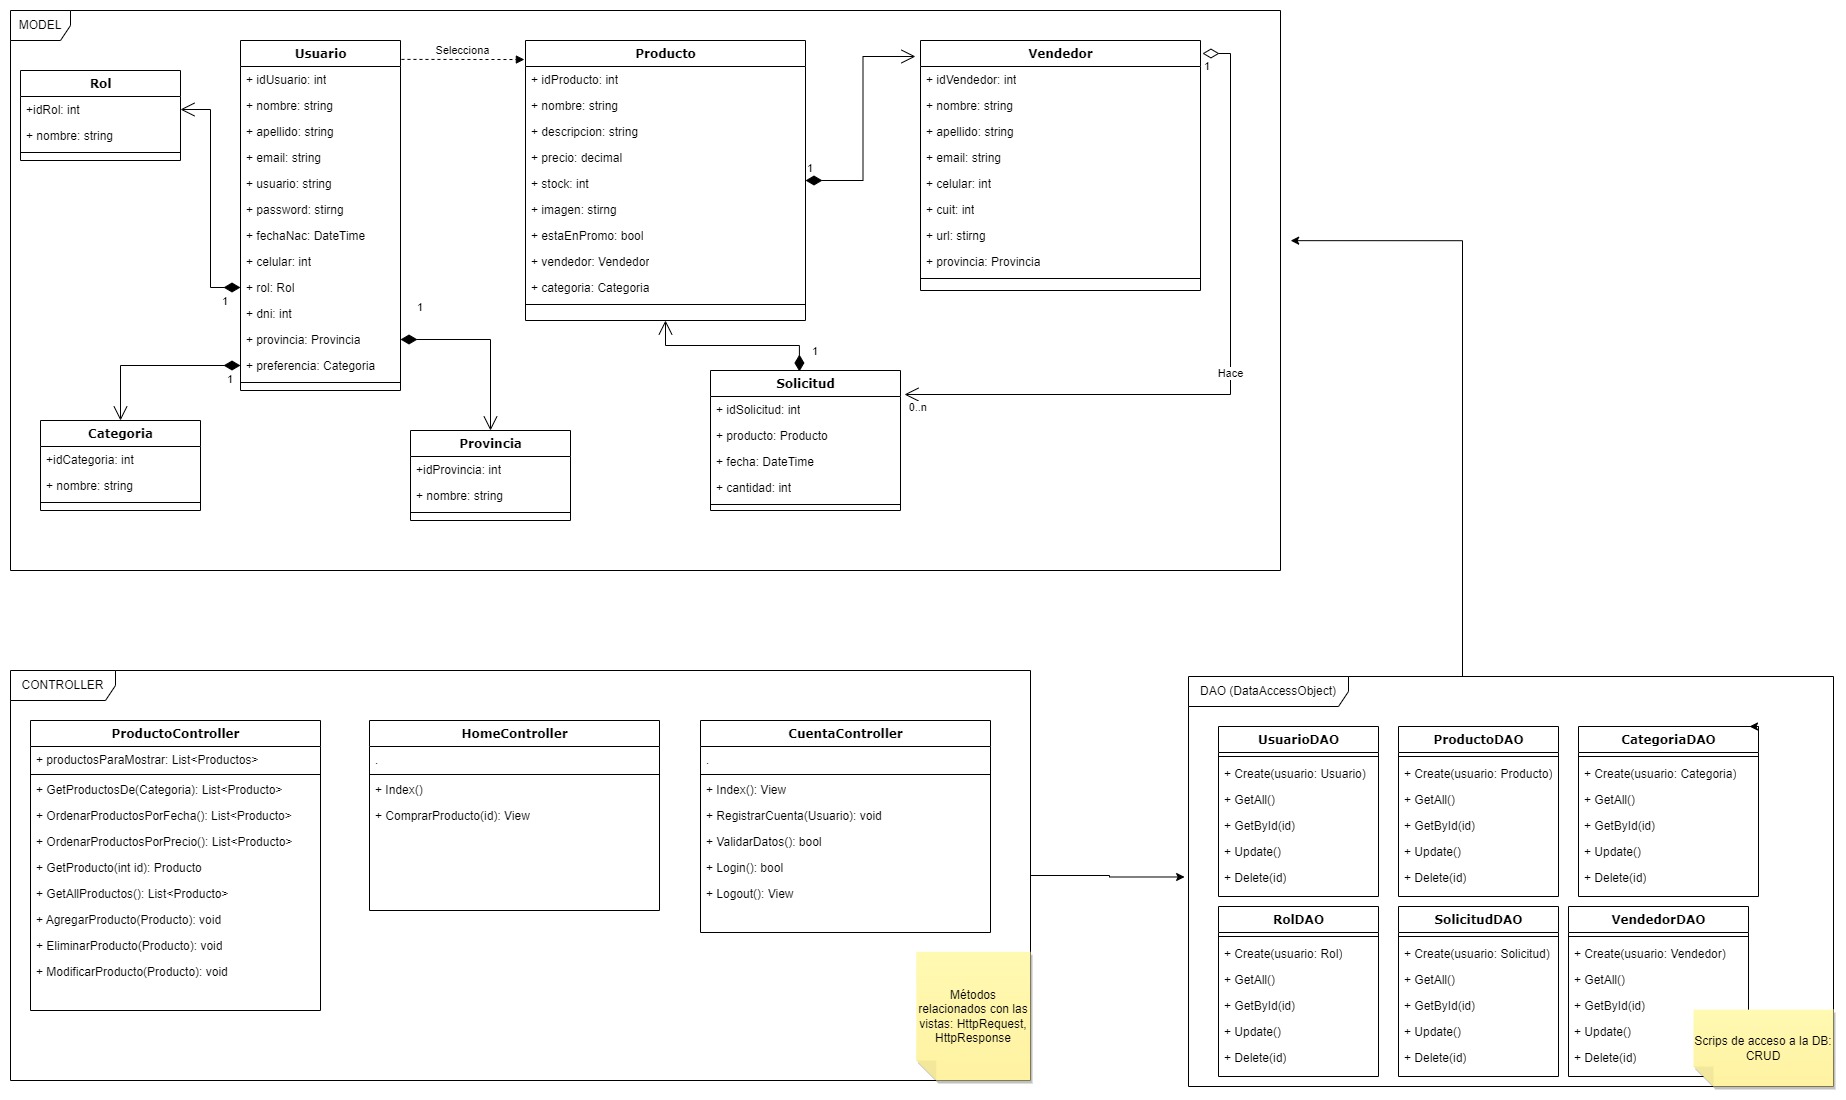 MODEL
Rol
+idRol: int
+ nombre: string
Usuario
+ idUsuario: int
+ nombre: string
+ apellido: string
+ email: string
+ usuario: string
+ password: stirng
+ fechaNac: DateTime
+ celular: int
+ rol: Rol
+ dni: int
+ provincia: Provincia
+ preferencia: Categoria
1
1
1
Selecciona
Producto
+ idProducto: int
+ nombre: string
+ descripcion: string
+ precio: decimal
+ stock: int
+ imagen: stirng
+ estaEnPromo: bool
+ vendedor: Vendedor
+ categoria: Categoria
1
Vendedor
+ idVendedor: int
+ nombre: string
+ apellido: string
+ email: string
+ celular: int
+ cuit: int
+ url: stirng
+ provincia: Provincia
1
Hace
0..n
Categoria
+idCategoria: int
+ nombre: string
Provincia
+idProvincia: int
+ nombre: string
1
Solicitud
+ idSolicitud: int
+ producto: Producto
+ fecha: DateTime
+ cantidad: int
CONTROLLER
ProductoController
+ productosParaMostrar: List<Productos>
+ GetProductosDe(Categoria): List<Producto>
+ OrdenarProductosPorFecha(): List<Producto>
+ OrdenarProductosPorPrecio(): List<Producto>
+ GetProducto(int id): Producto
+ GetAllProductos(): List<Producto>
+ AgregarProducto(Producto): void
+ EliminarProducto(Producto): void
+ ModificarProducto(Producto): void
HomeController
.
+ Index()
+ ComprarProducto(id): View
CuentaController
.
+ Index(): View
+ RegistrarCuenta(Usuario): void
+ ValidarDatos(): bool
+ Login(): bool
+ Logout(): View
Métodos
relacionados con las
vistas: HttpRequest,
HttpResponse
DAO (DataAccessObject)
UsuarioDAO
+ Create(usuario: Usuario)
+ GetAll()
+ GetById(id)
+ Update()
+ Delete(id)
ProductoDAO
+ Create(usuario: Producto)
+ GetAll()
+ GetById(id)
+ Update()
+ Delete(id)
CategoriaDAO
+ Create(usuario: Categoria)
+ GetAll()
+ GetById(id)
+ Update()
+ Delete(id)
RolDAO
+ Create(usuario: Rol)
+ GetAll()
+ GetById(id)
+ Update()
+ Delete(id)
SolicitudDAO
+ Create(usuario: Solicitud)
+ GetAll()
+ GetById(id)
+ Update()
+ Delete(id)
VendedorDAO
+ Create(usuario: Vendedor)
+ GetAll()
+ GetById(id)
+ Update()
+ Delete(id)
Scrips de acceso a la DB:
CRUD